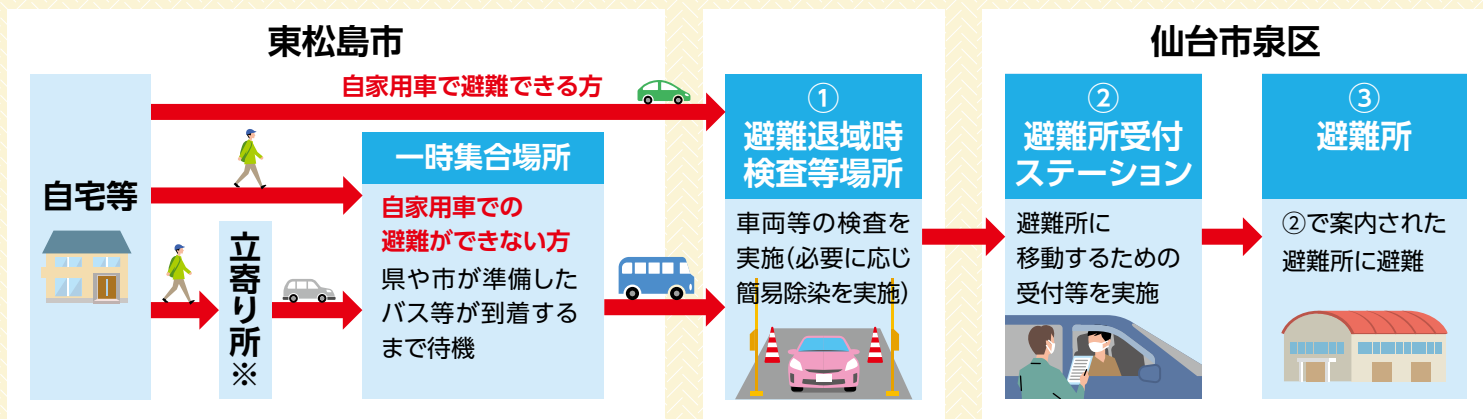 東松島市
自宅等
自家用車で避難できる方
立寄り所※
一時集合場所
自家用車での
避難ができない方
県や市が準備した
バス等が到着する
まで待機
①
避難退域時
検査等場所
車両等の検査を
実施(必要に応じ
簡易除染を実施)
仙台市泉区
②
避難所受付
ステーション
避難所に
移動するための
受付等を実施
③
避難所
②で案内された
避難所に避難